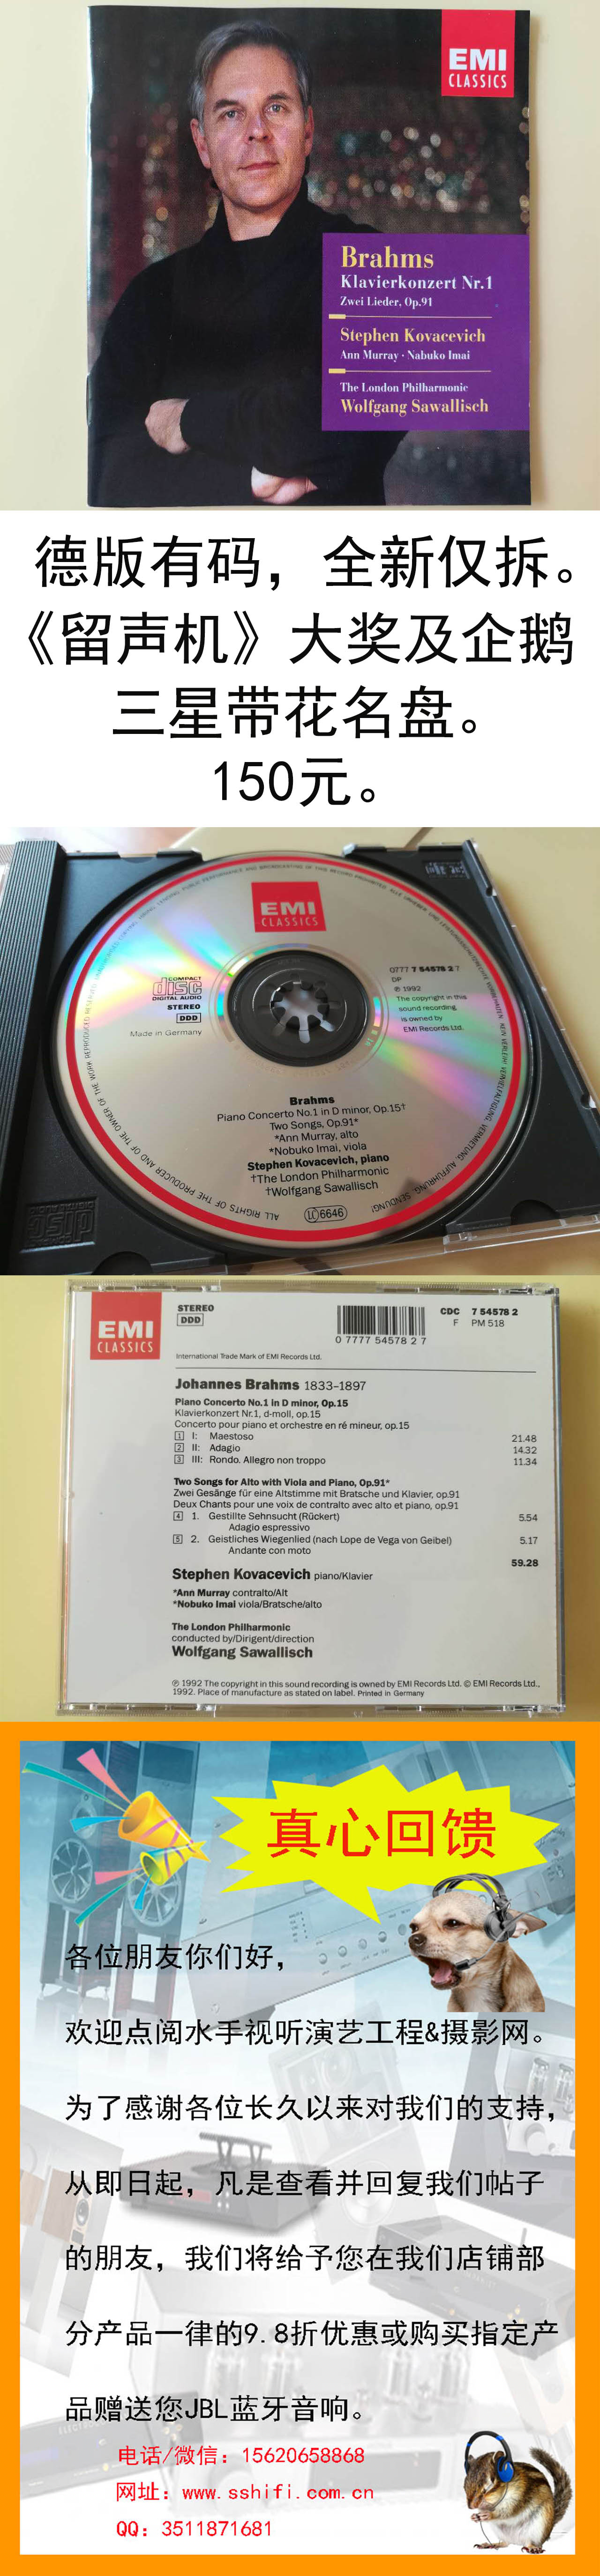 EMI
CLASSICS
Brahms
Klavierkonzert Nr.1
Zwei Lieder, Op.91
Stephen Kovacevich
Ann Murray · Nabuko Imai
The London Philharmonic
Wolfgang Sawallisch
德版有码，全新仅拆。
《留声机》大奖及企鹅
三星带花名盘。
150元。
EMI
CLASSICS
COMPACT
disc
DIGITAL AUDIO
STEREO
DDD
Made in Germany
0777 7 54578 2 7
DP
℗ 1992
The copyright in this
sound recording
is owned by
EMI Records Ltd.
Brahms
Piano Concerto No.1 in D minor, Op.15†
Two Songs, Op.91*
*Ann Murray, alto
*Nobuko Imai, viola
Stephen Kovacevich, piano
†The London Philharmonic
†Wolfgang Sawallisch
LC 6646
ALL RIGHTS OF THE PRODUCER AND OF THE OWNER OF THE WORK REPRODUCED RESERVED.
EMI
CLASSICS
STEREO
DDD
0 7777 54578 2 7
CDC 7 54578 2
F PM 518
International Trade Mark of EMI Records Ltd.
Johannes Brahms 1833-1897
Piano Concerto No.1 in D minor, Op.15
Klavierkonzert Nr.1, d-moll, op.15
Concerto pour piano et orchestre en ré mineur, op.15
1 I: Maestoso 21.48
2 II: Adagio 14.32
3 III: Rondo. Allegro non troppo 11.34
Two Songs for Alto with Viola and Piano, Op.91*
Zwei Gesänge für eine Altstimme mit Bratsche und Klavier, op.91
Deux Chants pour une voix de contralto avec alto et piano, op.91
4 1. Gestillte Sehnsucht (Rückert) 5.54
Adagio espressivo
5 2. Geistliches Wiegenlied (nach Lope de Vega von Geibel) 5.17
Andante con moto
59.28
Stephen Kovacevich piano/Klavier
*Ann Murray contralto/Alt
*Nobuko Imai viola/Bratsche/alto
The London Philharmonic
conducted by/Dirigent/direction
Wolfgang Sawallisch
℗ 1992 The copyright in this sound recording is owned by EMI Records Ltd. © EMI Records Ltd.,
1992. Place of manufacture as stated on label. Printed in Germany
真心回馈
各位朋友你们好，
欢迎点阅水手视听演艺工程&摄影网。
为了感谢各位长久以来对我们的支持，
从即日起，凡是查看并回复我们帖子
的朋友，我们将给予您在我们店铺部
分产品一律的9.8折优惠或购买指定产
品赠送您JBL蓝牙音响。
电话/微信：15620658868
网址：www.sshifi.com.cn
QQ：3511871681